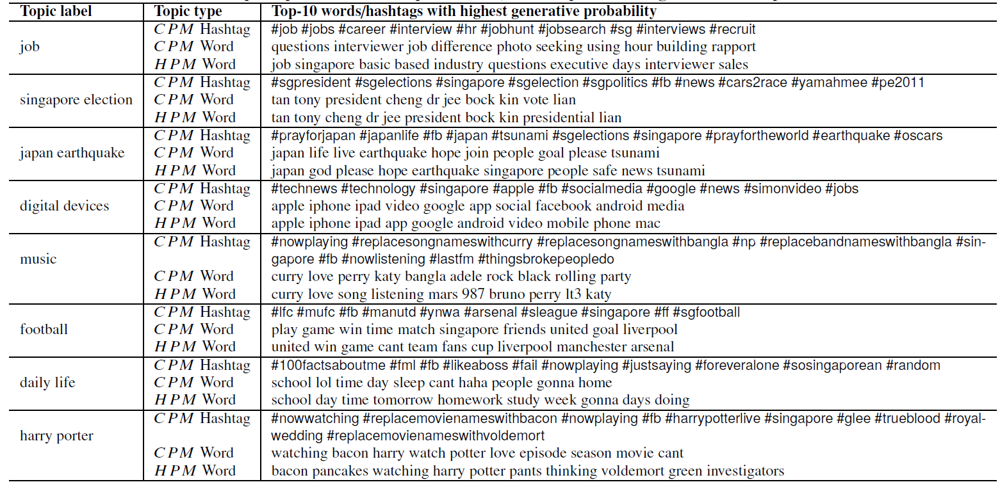 Topic label Topic type Top-10 words/hashtags with highest generative probability
CPM Hashtag #job #jobs #career #interview #hr #jobhunt #jobsearch #sg #interviews #recruit
job CPM Word questions interviewer job difference photo seeking using hour building rapport
HPM Word job singapore basic based industry questions executive days interviewer sales
CPM Hashtag #sgpresident #sgelections #singapore #sgelection #sgpolitics #fb #news #cars2race #yamahmee #pe2011
singapore election CPM Word tan tony president cheng dr jee bock kin vote lian
HPM Word tan tony cheng dr jee president bock kin presidential lian
CPM Hashtag #prayforjapan #japanlife #fb #japan #tsunami #sgelections #singapore #prayfortheworld #earthquake #oscars
japan earthquake CPM Word japan life live earthquake hope join people goal please tsunami
HPM Word japan god please hope earthquake singapore people safe news tsunami
CPM Hashtag #technews #technology #singapore #apple #fb #socialmedia #google #news #simonvideo #jobs
digital devices CPM Word apple iphone ipad video google app social facebook android media
HPM Word apple iphone ipad app google android video mobile phone mac
CPM Hashtag #nowplaying #replacesongnameswithcurry #replacesongnameswithbangla #np #replacebandnameswithbangla #sin-
music gapore #fb #nowlistening #lastfm #thingsbrokepeopledo
CPM Word curry love perry katy bangla adele rock black rolling party
HPM Word curry love song listening mars 987 bruno perry lt3 katy
CPM Hashtag #lfc #mufc #fb #manutd #ynwa #arsenal #sleague #singapore #ff #sgfootball
football CPM Word play game win time match singapore friends united goal liverpool
HPM Word united win game cant team fans cup liverpool manchester arsenal
CPM Hashtag #100factsaboutme #fml #fb #likeaboss #fail #nowplaying #justsaying #foreveralone #sosingaporean #random
daily life CPM Word school lol time day sleep cant haha people gonna home
HPM Word school day time tomorrow homework study week gonna days doing
CPM Hashtag #nowwatching #replacemovienameswithbacon #nowplaying #fb #harrypotterlive #singapore #glee #trueblood #royal-
harry porter wedding #replacemovienameswithvoldemort
CPM Word watching bacon harry watch potter love episode season movie cant
HPM Word bacon pancakes watching harry potter pants thinking voldemort green investigators